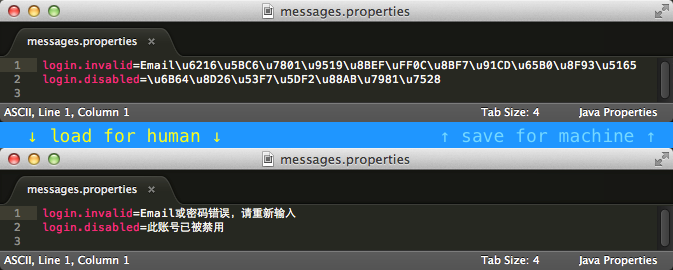 messages.properties
messages.properties ×
1 login.invalid=Email\u6216\u5BC6\u7801\u9519\u8BEF\uFF0C\u8BF7\u91CD\u65B0\u8F93\u5165
2 login.disabled=\u6B64\u8D26\u53F7\u5DF2\u88AB\u7981\u7528
3
ASCII, Line 1, Column 1 Tab Size: 4 Java Properties
↓ load for human ↓ ↑ save for machine ↑
messages.properties
messages.properties ×
1 login.invalid=Email或密码错误，请重新输入
2 login.disabled=此账号已被禁用
3
ASCII, Line 1, Column 1 Tab Size: 4 Java Properties